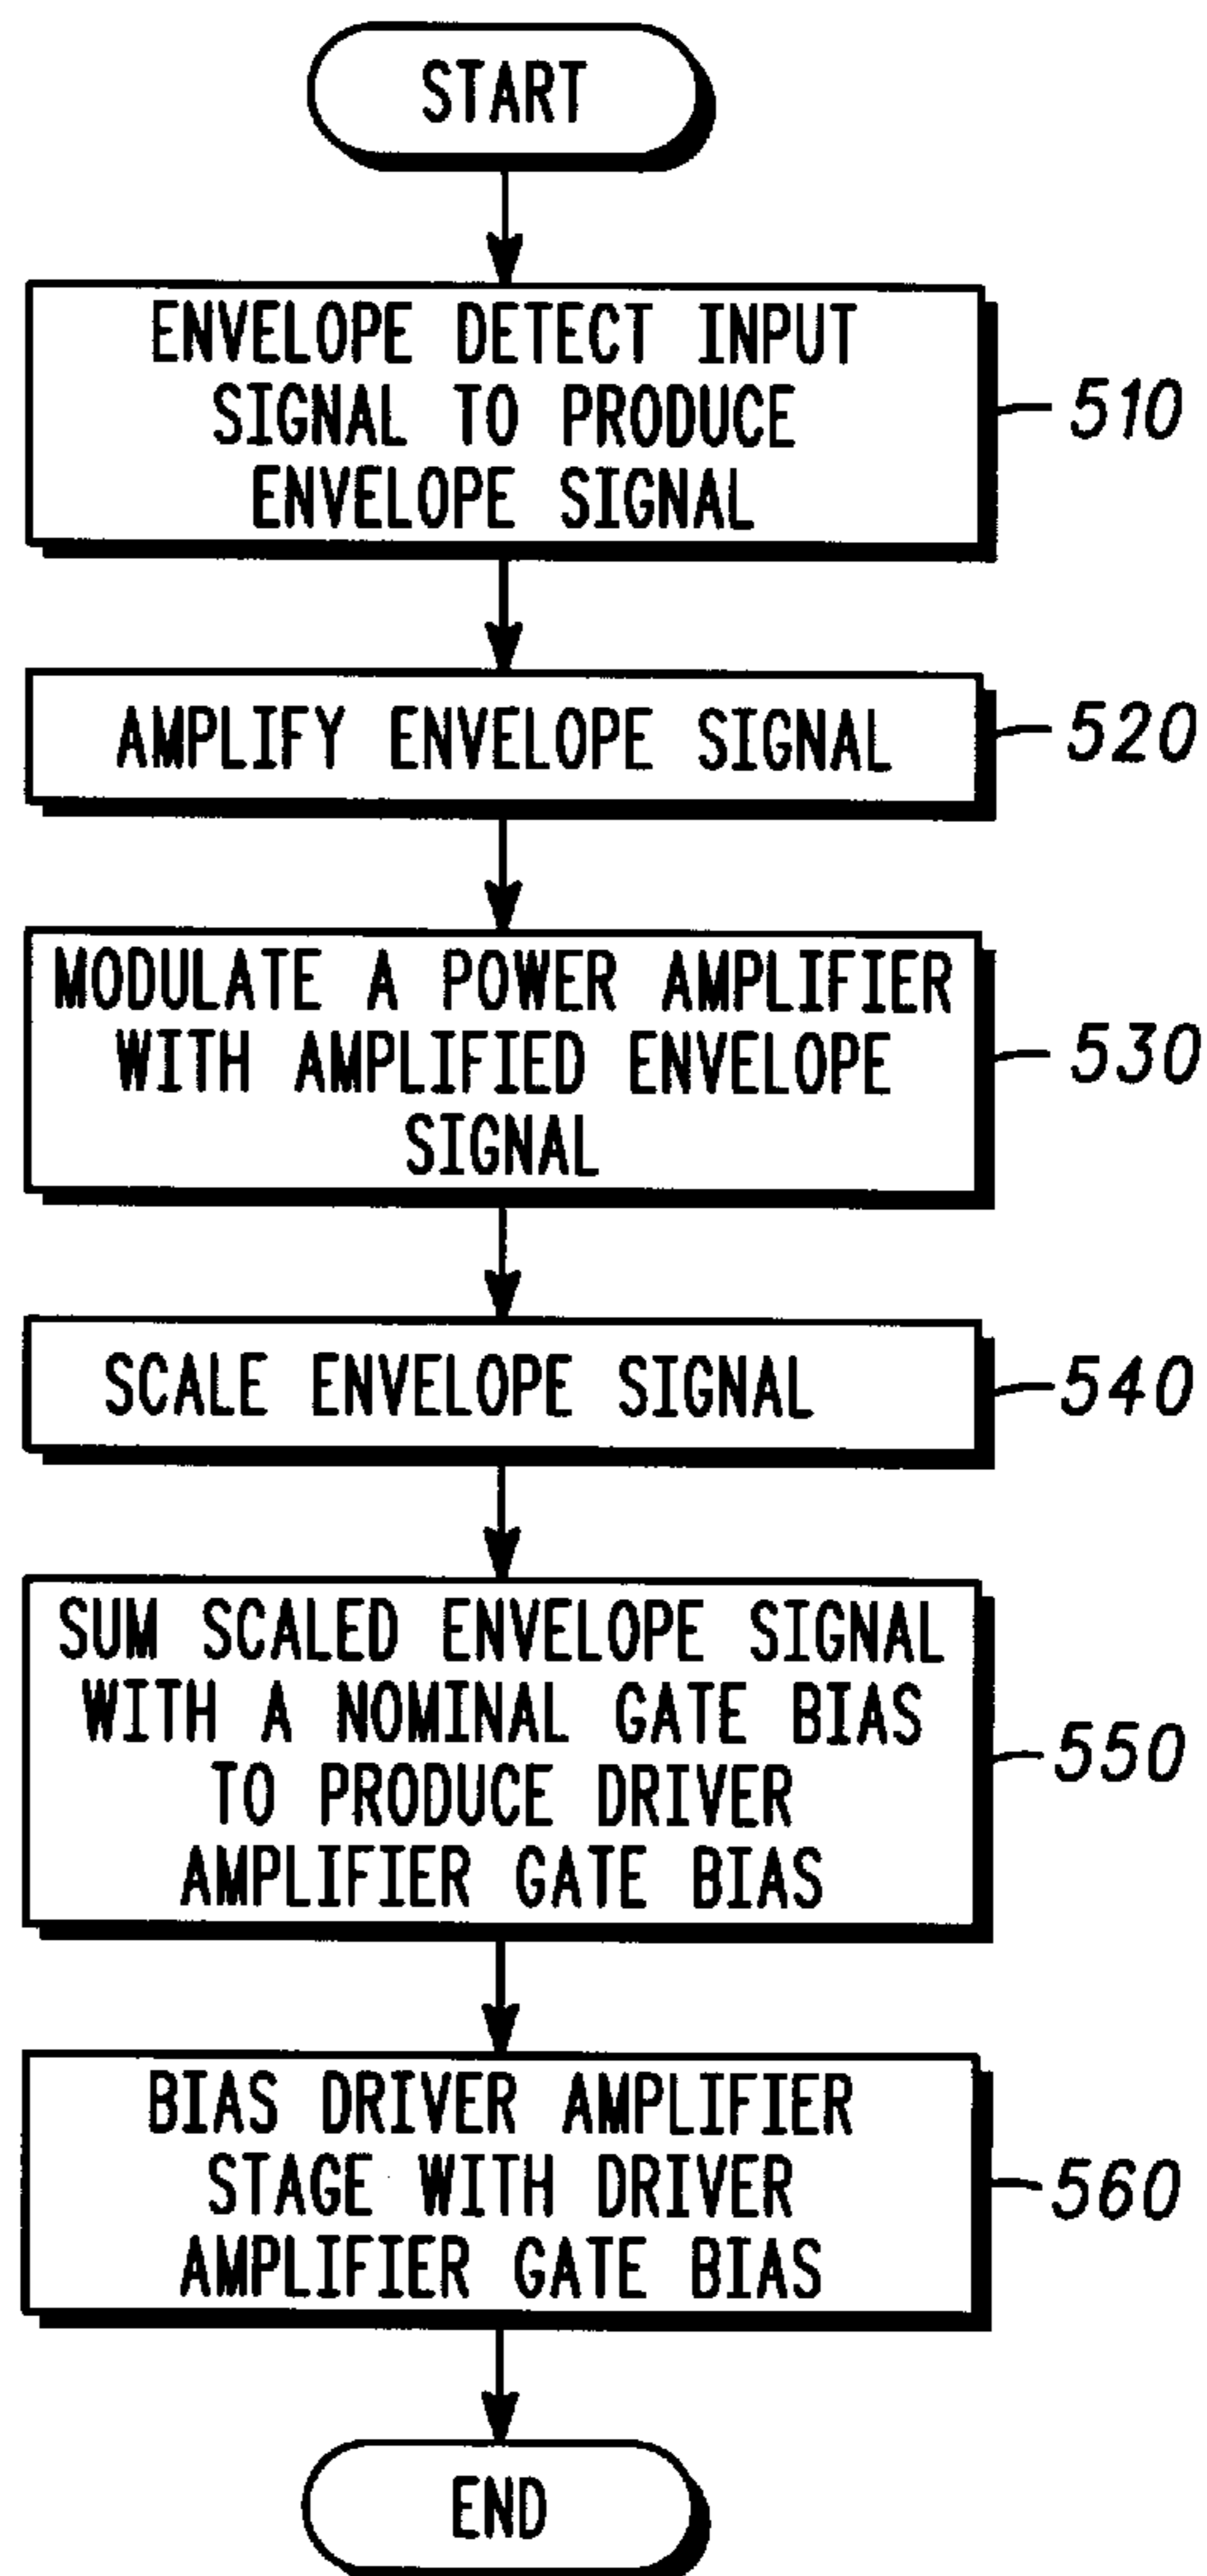 START
ENVELOPE DETECT INPUT
SIGNAL TO PRODUCE
ENVELOPE SIGNAL
510
AMPLIFY ENVELOPE SIGNAL
520
MODULATE A POWER AMPLIFIER
WITH AMPLIFIED ENVELOPE
SIGNAL
530
SCALE ENVELOPE SIGNAL
540
SUM SCALED ENVELOPE SIGNAL
WITH A NOMINAL GATE BIAS
TO PRODUCE DRIVER
AMPLIFIER GATE BIAS
550
BIAS DRIVER AMPLIFIER
STAGE WITH DRIVER
AMPLIFIER GATE BIAS
560
END